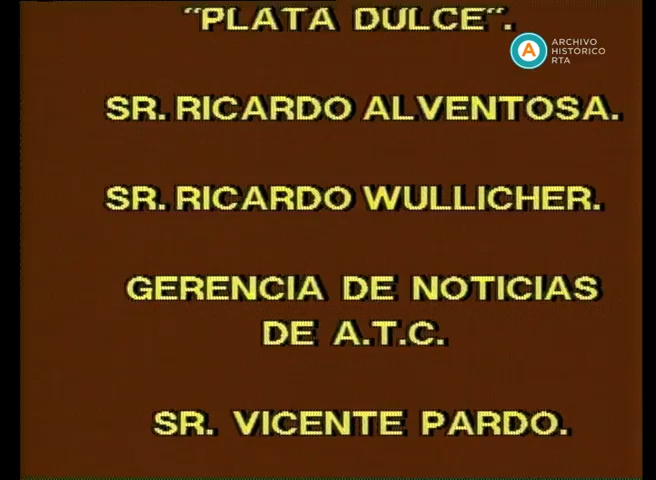 "PLATA DULCE".
ARCHIVO
HISTÓRICO
RTA
SR. RICARDO ALVENTOSA.
SR. RICARDO WULLICHER.
GERENCIA DE NOTICIAS
DE A.T.C.
SR. VICENTE PARDO.